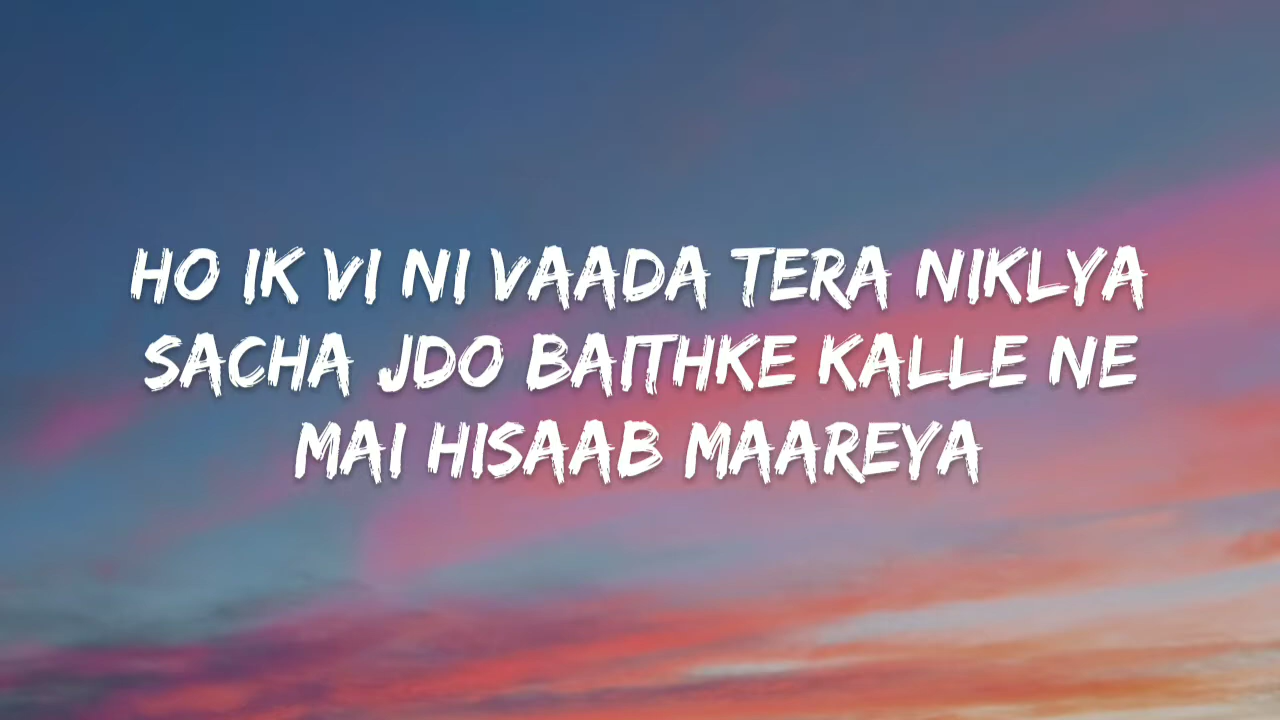 HO IK VI NI VAADA TERA NIKLYA
SACHA JDO BAITHKE KALLE NE
MAI HISAAB MAAREYA